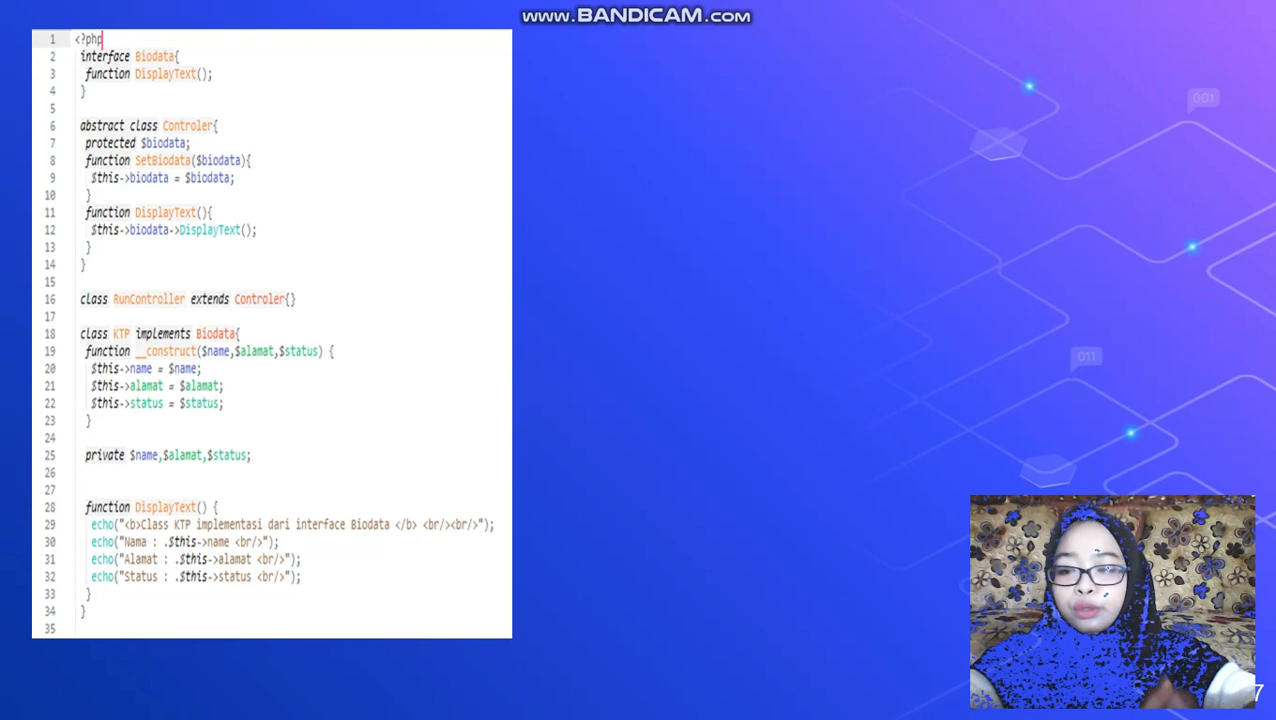 www.BANDICAM.com
1 <?php
2 interface Biodata{
3 function DisplayText();
4 }
5
6 abstract class Controler{
7 protected $biodata;
8 function SetBiodata($biodata){
9 $this->biodata = $biodata;
10 }
11 function DisplayText(){
12 $this->biodata->DisplayText();
13 }
14 }
15
16 class RunController extends Controler{}
17
18 class KTP implements Biodata{
19 function __construct($name,$alamat,$status) {
20 $this->name = $name;
21 $this->alamat = $alamat;
22 $this->status = $status;
23 }
24
25 private $name,$alamat,$status;
26
27
28 function DisplayText() {
29 echo("<b>Class KTP implementasi dari interface Biodata </b> <br/><br/>");
30 echo("Nama : .$this->name <br/>");
31 echo("Alamat : .$this->alamat <br/>");
32 echo("Status : .$this->status <br/>");
33 }
34 }
35
001
011
7